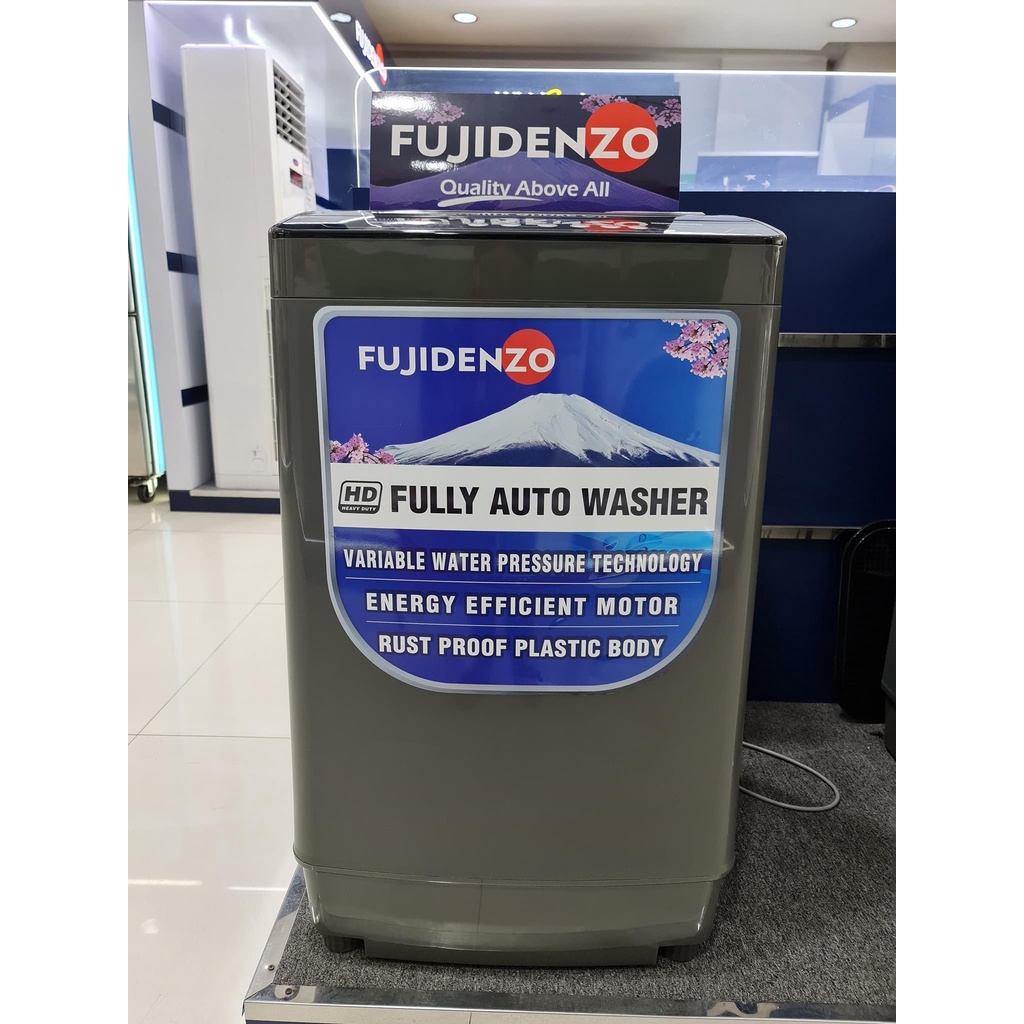 FUJIDENZO
FUJIDENZO
Quality Above All
FUJIDENZO
HD
HEAVY DUTY
FULLY AUTO WASHER
VARIABLE WATER PRESSURE TECHNOLOGY
ENERGY EFFICIENT MOTOR
RUST PROOF PLASTIC BODY